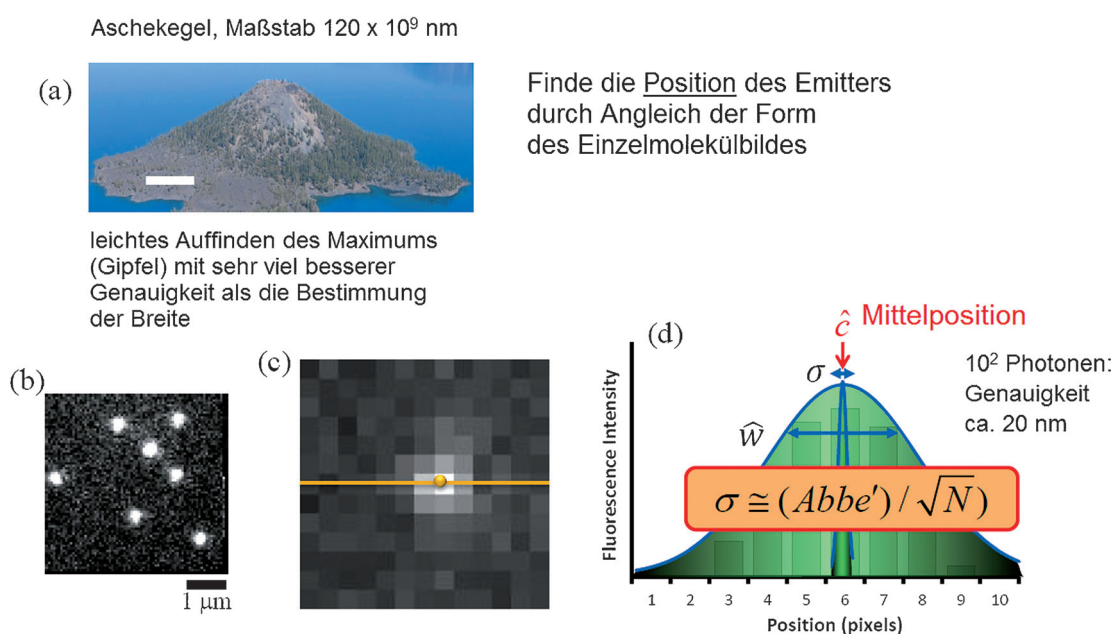 Aschekegel, Maßstab 120 x 10⁹ nm
(a)
Finde die Position des Emitters
durch Angleich der Form
des Einzelmolekülbildes
leichtes Auffinden des Maximums
(Gipfel) mit sehr viel besserer
Genauigkeit als die Bestimmung
der Breite
(b)
1 μm
(c)
(d)
ĉ Mittelposition
10² Photonen:
Genauigkeit
ca. 20 nm
σ
ŵ
σ ≅ (Abbe') / √N)
Fluorescence Intensity
1 2 3 4 5 6 7 8 9 10
Position (pixels)